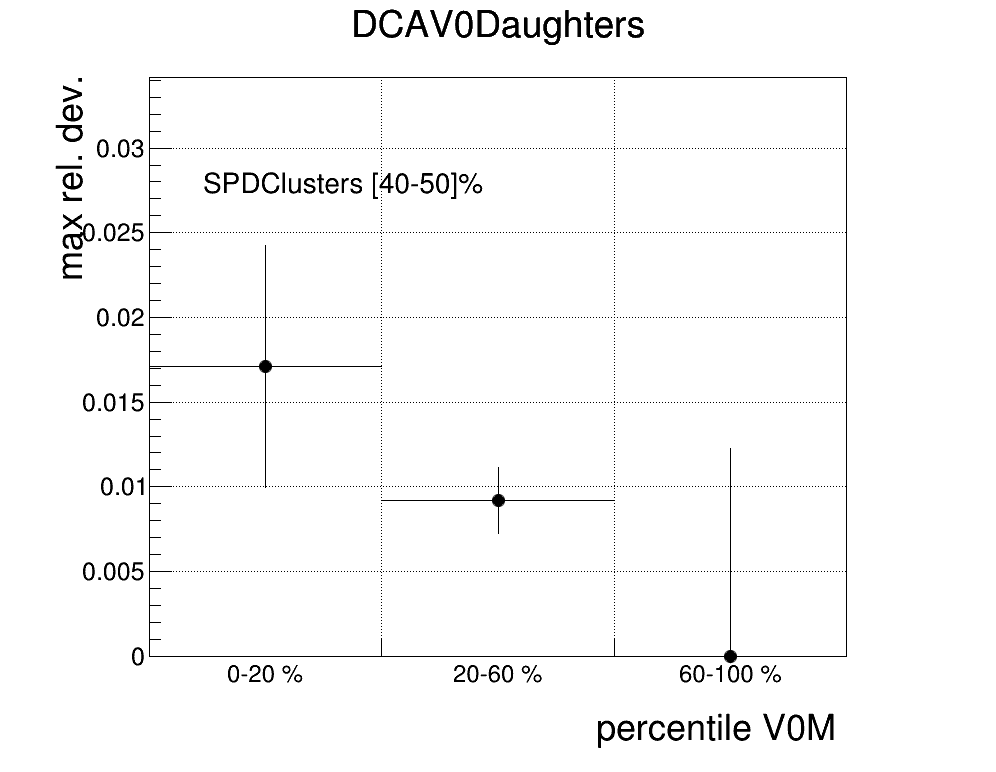 DCAV0Daughters
max rel. dev.
0.03
SPDClusters [40-50]%
0.025
0.02
0.015
0.01
0.005
0
0-20 %
20-60 %
60-100 %
percentile V0M